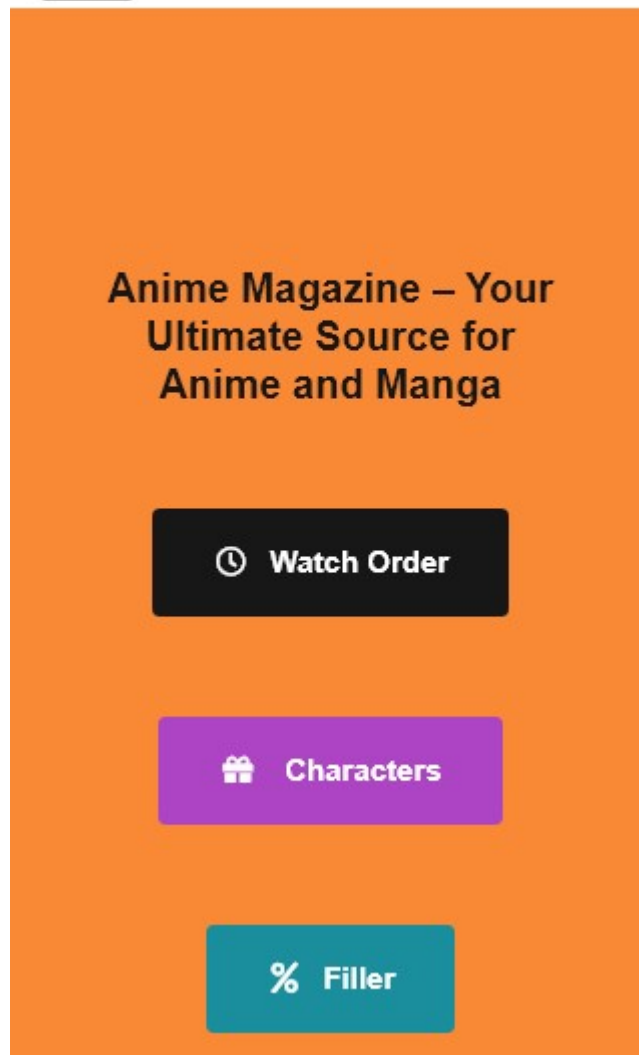 Anime Magazine – Your
Ultimate Source for
Anime and Manga
Watch Order
Characters
Filler